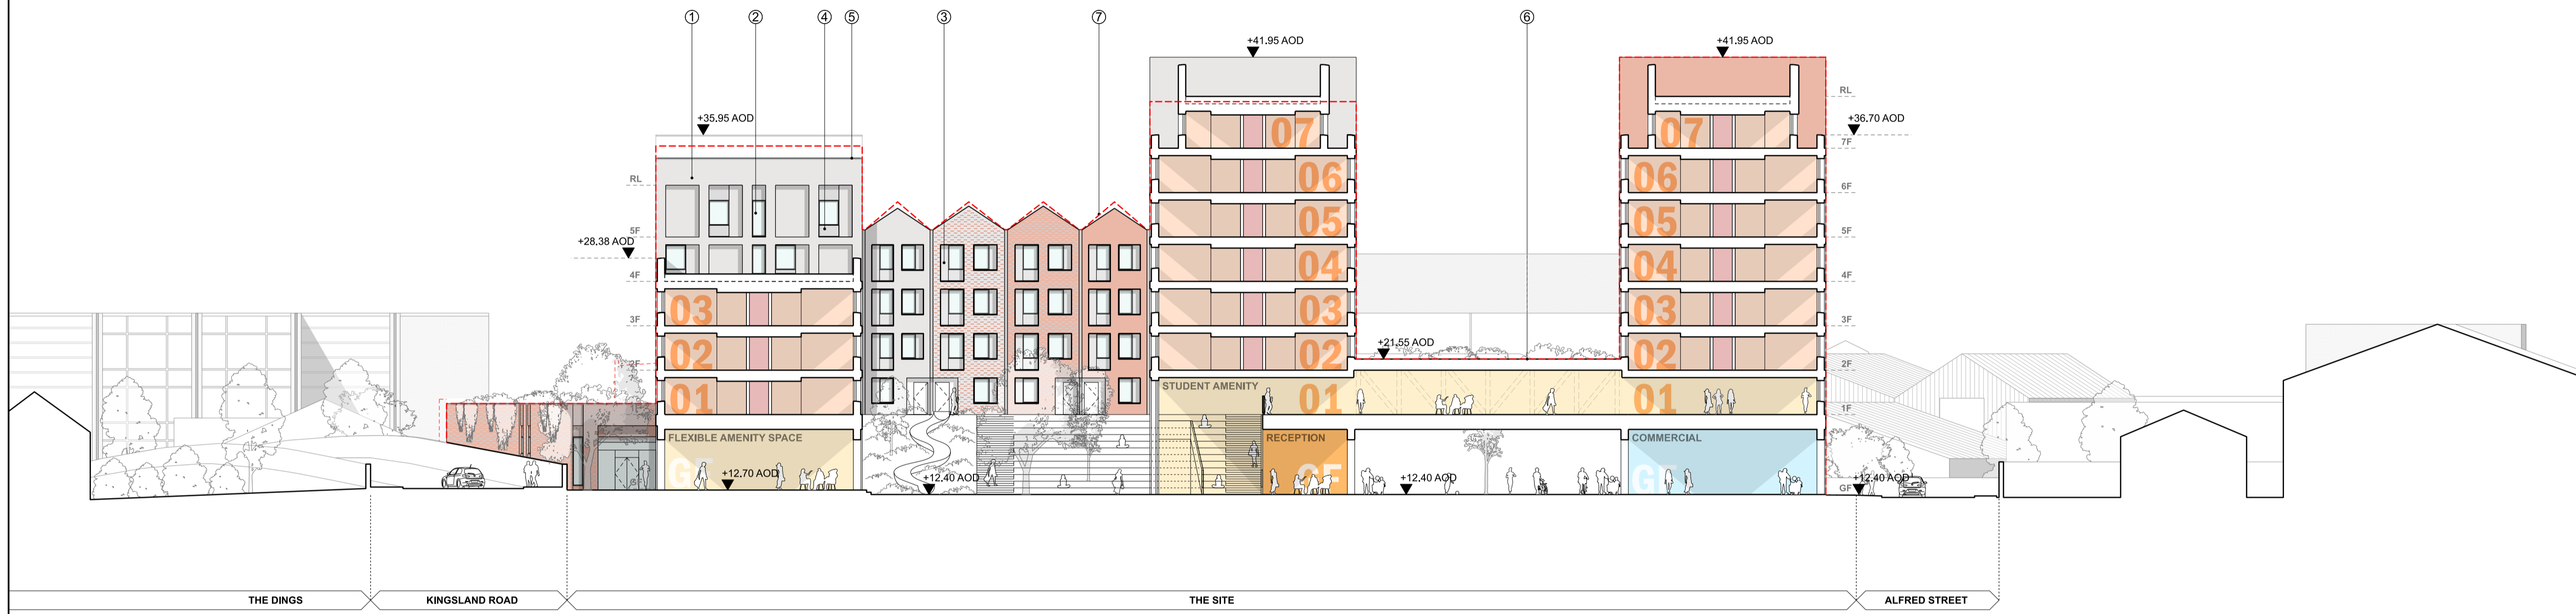 1 2 4 5 3 7 6
+41.95 AOD +41.95 AOD
RL
+35.95 AOD
+36.70 AOD
07 07
7F
RL
06 06
6F
5F
05 05
5F
+28.38 AOD
4F
04 04
4F
03 03 03
3F
3F
+21.55 AOD
2F
02 02 02
2F
STUDENT AMENITY
01 01 01
1F
FLEXIBLE AMENITY SPACE
RECEPTION
COMMERCIAL
GF GF GF
GF
+12.70 AOD
+12.40 AOD
+12.40 AOD
GF
+12.40 AOD
THE DINGS
KINGSLAND ROAD
THE SITE
ALFRED STREET